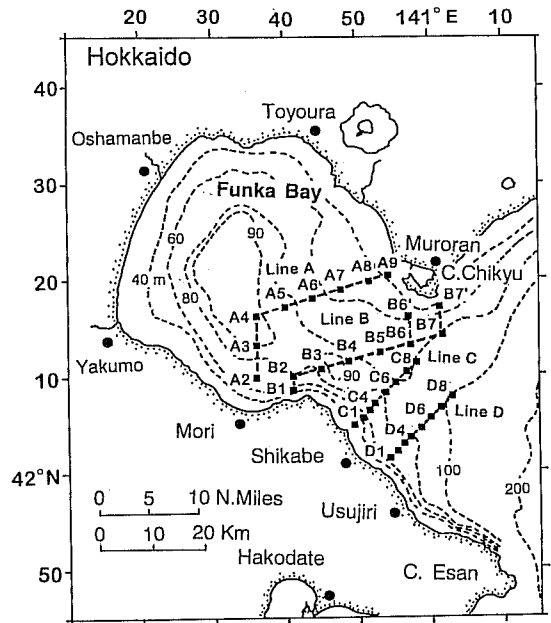 20 30 50 141° E 10
Hokkaido
40
Toyoura
Oshamanbe
30
Funka Bay
60 90
Muroran
Line A A7 A8 A9
C.Chikyu
40 m 80 A5 A6
20
A4 Line B B6' B7'
A3 B3 B4 B5 B6 B7
Yakumo
A2 B2 90 C8 Line C
10
B1 C6 D8
Mori C1 C4 D6 Line D
D4
Shikabe D1
42°N 100
200
0 5 10 N.Miles
Usujiri
0 10 20 Km
Hakodate
50 C. Esan